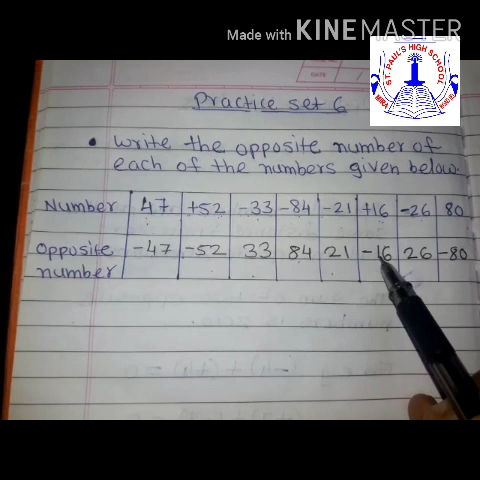 Made with KINEMASTER
ST. PAUL'S HIGH SCHOOL
DATE
Practice set 6
• Write the opposite number of
each of the numbers given below.
Number 47 +52 -33 -84 -21 +16 -26 80
Opposite number -47 -52 33 84 21 -16 26 -80